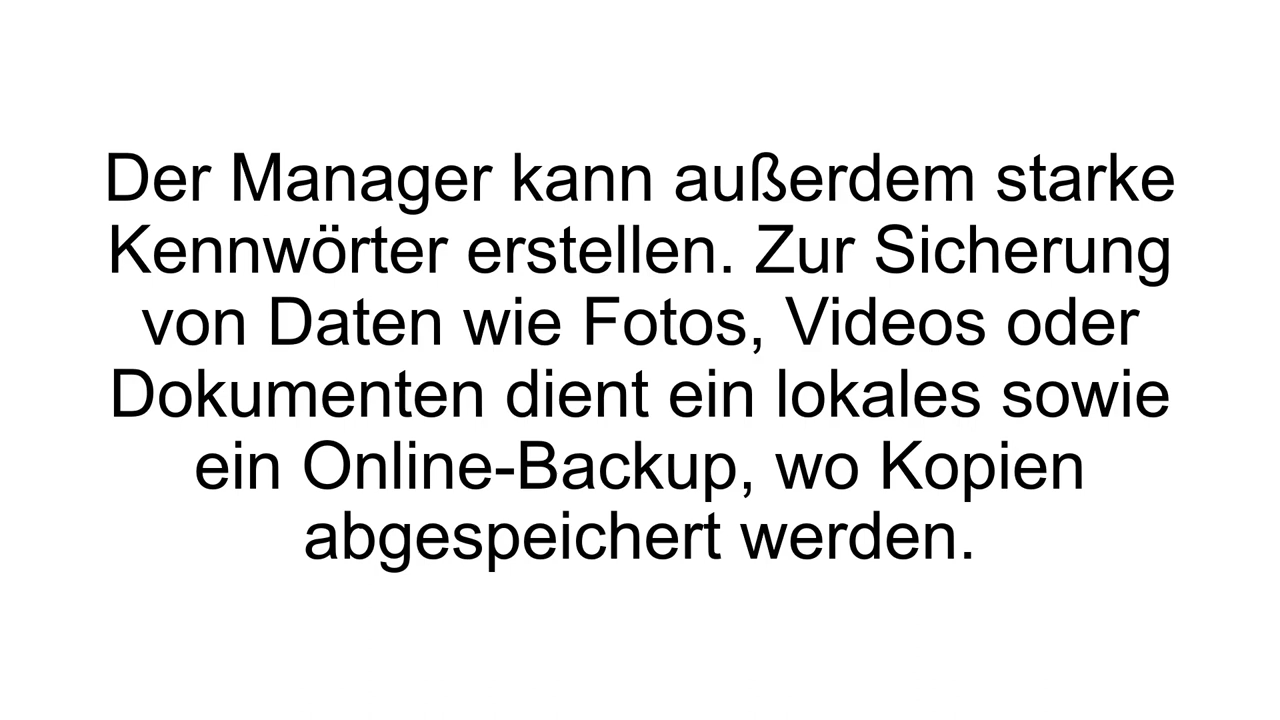 Der Manager kann außerdem starke
Kennwörter erstellen. Zur Sicherung
von Daten wie Fotos, Videos oder
Dokumenten dient ein lokales sowie
ein Online-Backup, wo Kopien
abgespeichert werden.